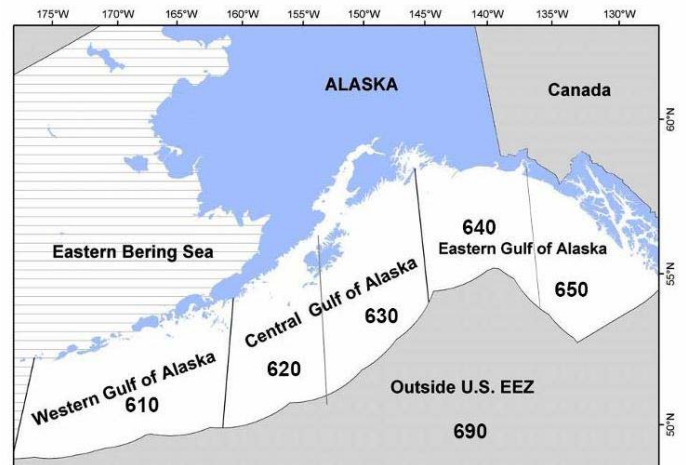 175°W 170°W 165°W 160°W 155°W 150°W 145°W 140°W 135°W 130°W
ALASKA
Canada
60°N
640
Eastern Bering Sea
Eastern Gulf of Alaska
55°N
650
Central Gulf of Alaska
630
620
Western Gulf of Alaska
610
Outside U.S. EEZ
690
50°N